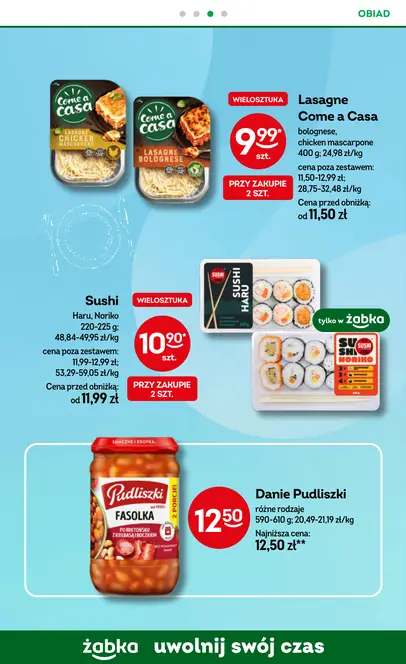 OBIAD
Come a
casa
LASAGNE
CHICKEN
MASCARPONE
Come a
casa
LASAGNE
BOLOGNESE
WIELOSZTUKA
9,99*
szt.
PRZY ZAKUPIE
2 SZT.
Lasagne
Come a Casa
bolognese,
chicken mascarpone
400 g; 24,98 zł/kg
cena poza zestawem:
11,50-12,99 zł;
28,75-32,48 zł/kg
Cena przed obniżką:
od 11,50 zł
Sushi
Haru, Noriko
220-225 g;
48,84-49,95 zł/kg
cena poza zestawem:
11,99-12,99 zł;
53,29-59,05 zł/kg
Cena przed obniżką:
od 11,99 zł
WIELOSZTUKA
10,90*
szt.
PRZY ZAKUPIE
2 SZT.
SUSHI
HARU
tylko w żabka
SUSHI
NORIKO
SMACZNE I KROPKA.
Pudliszki
2 PORCJE!
FASOLKA
PO BRETOŃSKU
Z KIEŁBASĄ I BOCZKIEM
12,50
Danie Pudliszki
różne rodzaje
590-610 g; 20,49-21,19 zł/kg
Najniższa cena:
12,50 zł**
żabka uwolnij swój czas